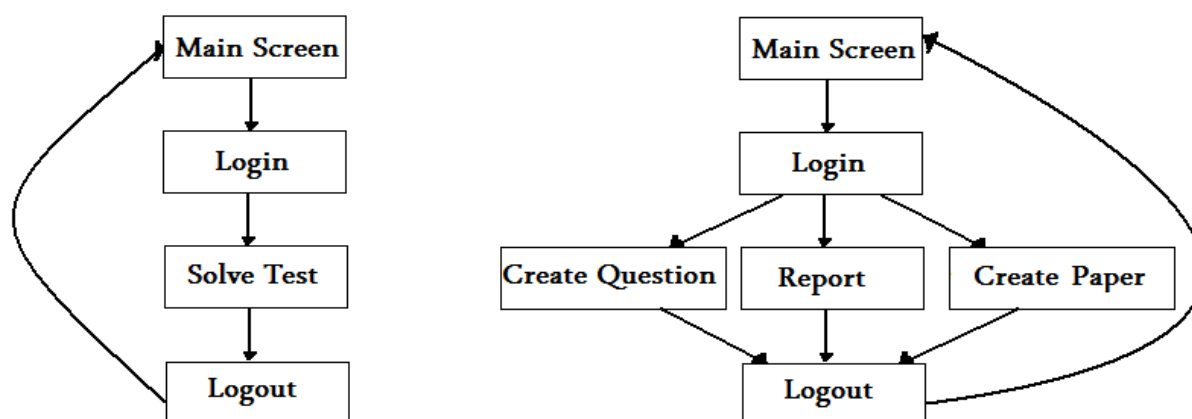 Main Screen
Login
Solve Test
Logout
Main Screen
Login
Create Question
Report
Create Paper
Logout